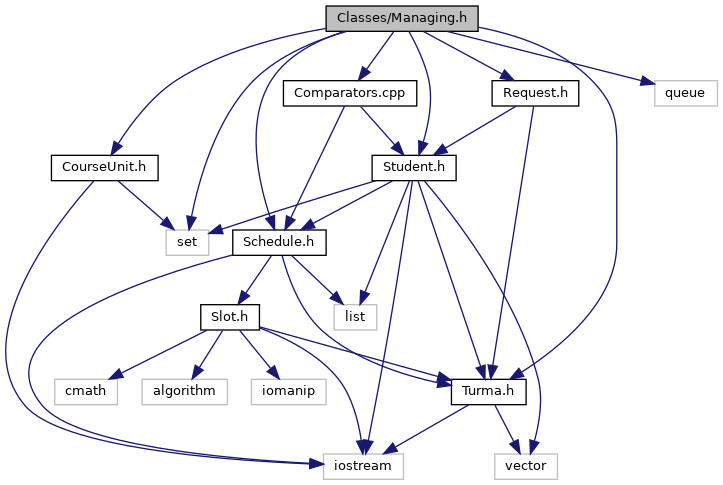 Classes/Managing.h
Comparators.cpp
Request.h
queue
CourseUnit.h
Student.h
set
Schedule.h
Slot.h
list
cmath
algorithm
iomanip
Turma.h
iostream
vector